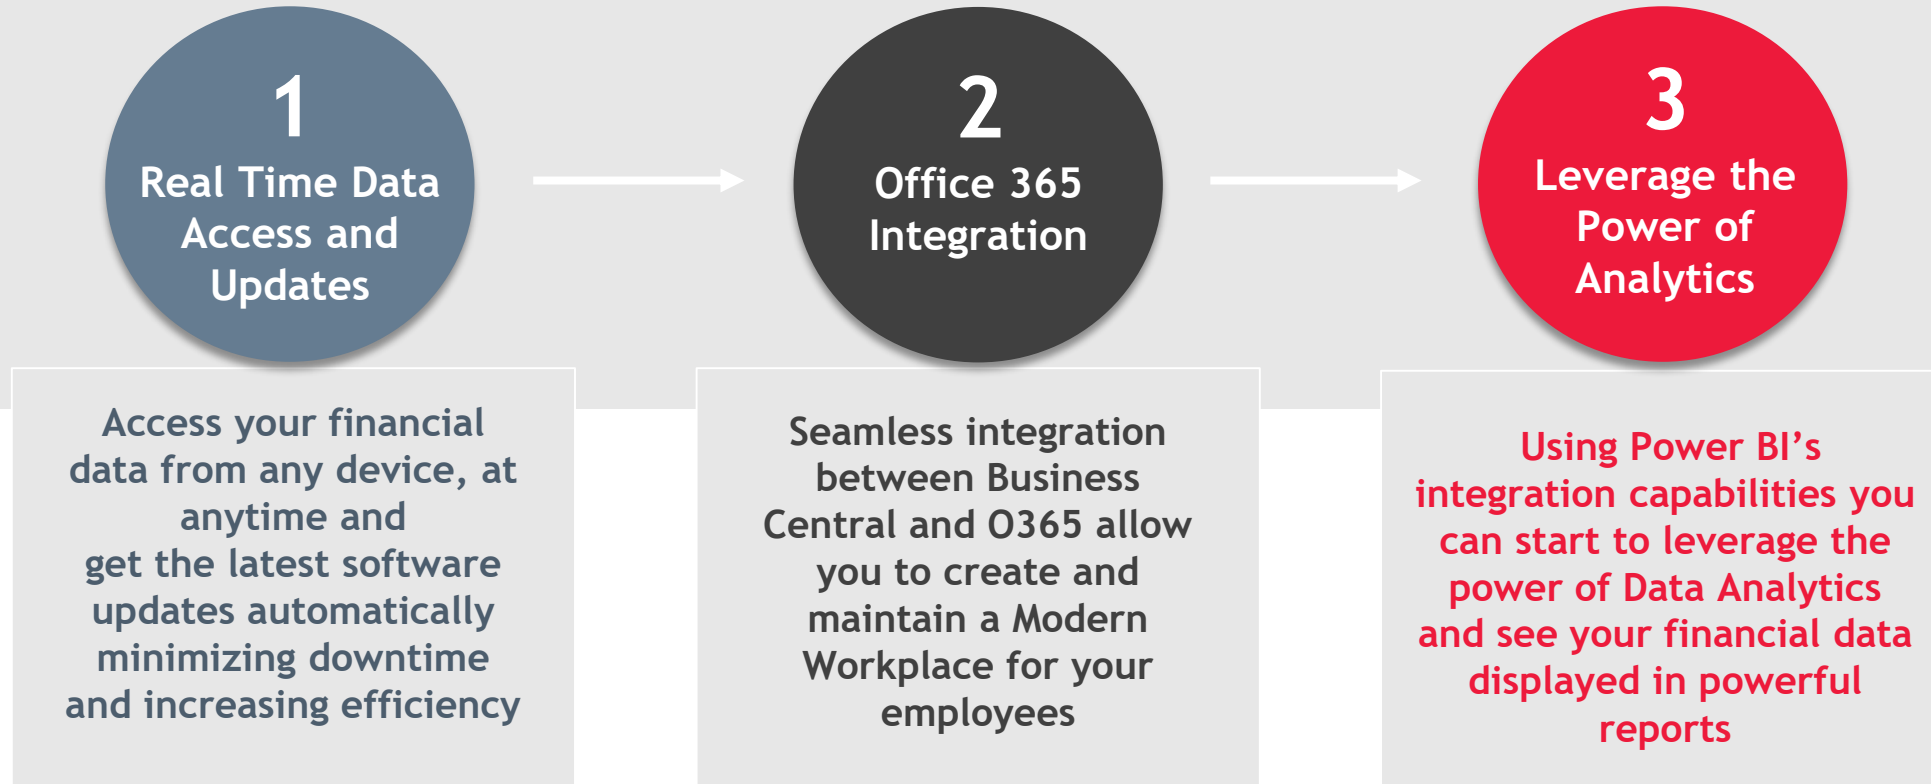 1
Real Time Data
Access and
Updates
Access your financial
data from any device, at
anytime and
get the latest software
updates automatically
minimizing downtime
and increasing efficiency
2
Office 365
Integration
Seamless integration
between Business
Central and O365 allow
you to create and
maintain a Modern
Workplace for your
employees
3
Leverage the
Power of
Analytics
Using Power BI’s
integration capabilities you
can start to leverage the
power of Data Analytics
and see your financial data
displayed in powerful
reports